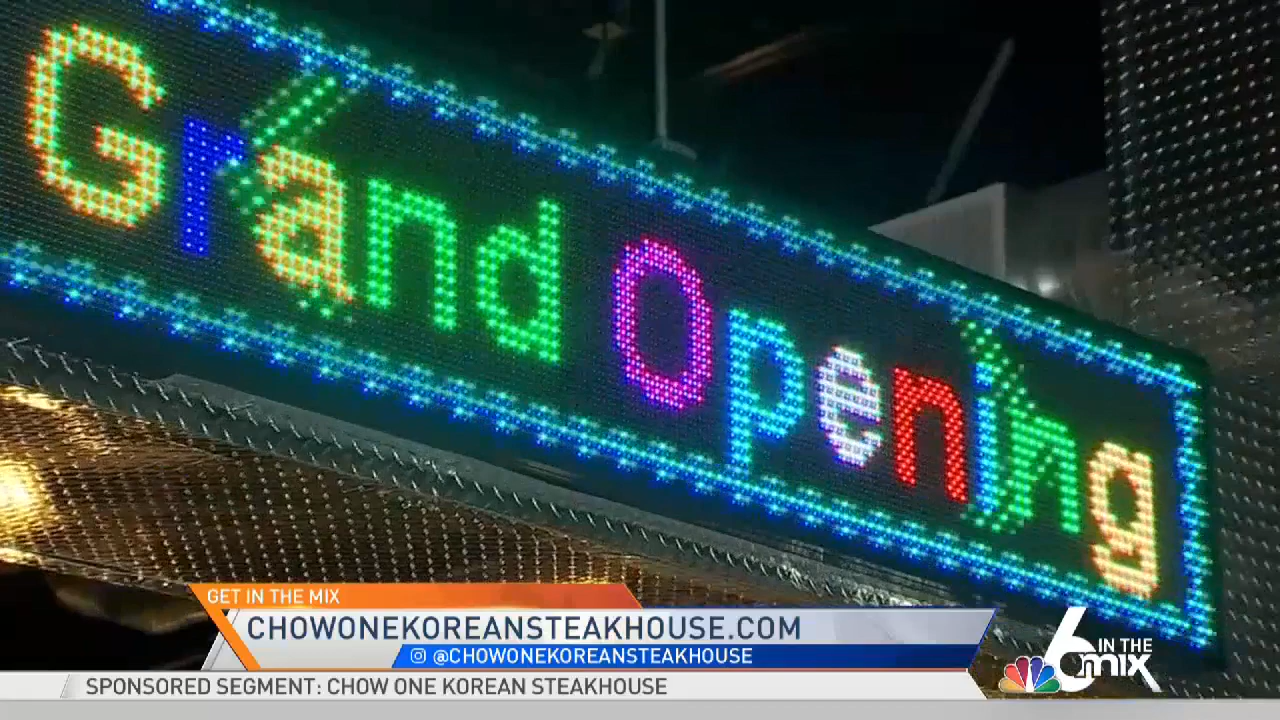 Grand Opening
GET IN THE MIX
CHOWONEKOREANSTEAKHOUSE.COM
@CHOWONEKOREANSTEAKHOUSE
SPONSORED SEGMENT: CHOW ONE KOREAN STEAKHOUSE
6 IN THE
mix